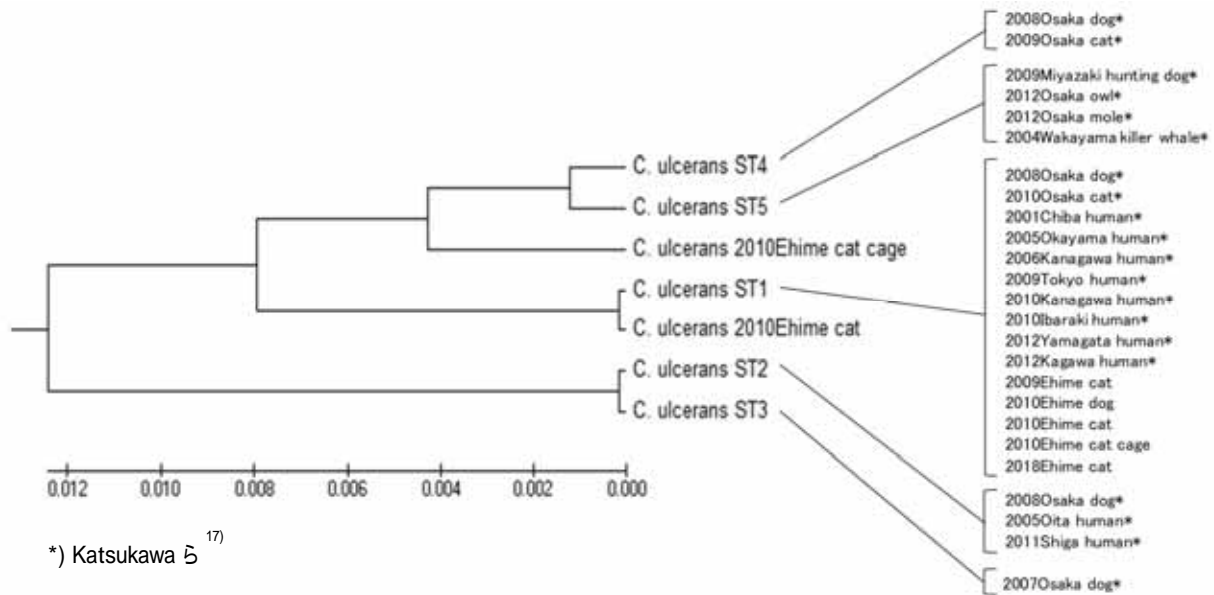 2008Osaka dog*
2009Osaka cat*
2009Miyazaki hunting dog*
2012Osaka owl*
2012Osaka mole*
2004Wakayama killer whale*
C. ulcerans ST4
C. ulcerans ST5
C. ulcerans 2010Ehime cat cage
C. ulcerans ST1
C. ulcerans 2010Ehime cat
C. ulcerans ST2
C. ulcerans ST3
2008Osaka dog*
2010Osaka cat*
2001Chiba human*
2005Okayama human*
2006Kanagawa human*
2009Tokyo human*
2010Kanagawa human*
2010Ibaraki human*
2012Yamagata human*
2012Kagawa human*
2009Ehime cat
2010Ehime dog
2010Ehime cat
2010Ehime cat cage
2018Ehime cat
2008Osaka dog*
2005Oita human*
2011Shiga human*
2007Osaka dog*
0.012 0.010 0.008 0.006 0.004 0.002 0.000
*) Katsukawa ら 17)